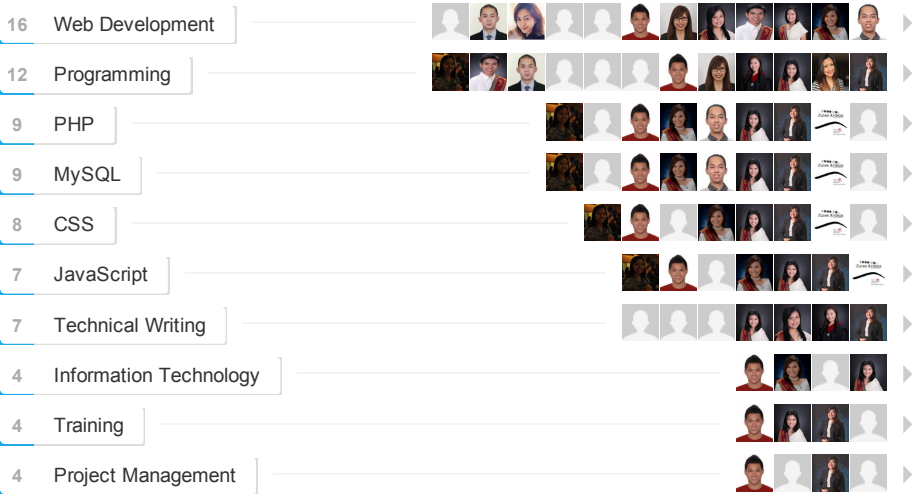 16 Web Development
12 Programming
9 PHP
9 MySQL
8 CSS
7 JavaScript
7 Technical Writing
4 Information Technology
4 Training
4 Project Management